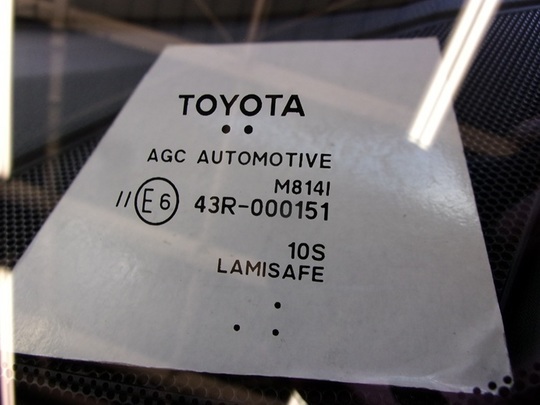 TOYOTA
••
AGC AUTOMOTIVE
M814I
// E6 43R-000151
10S
LAMISAFE